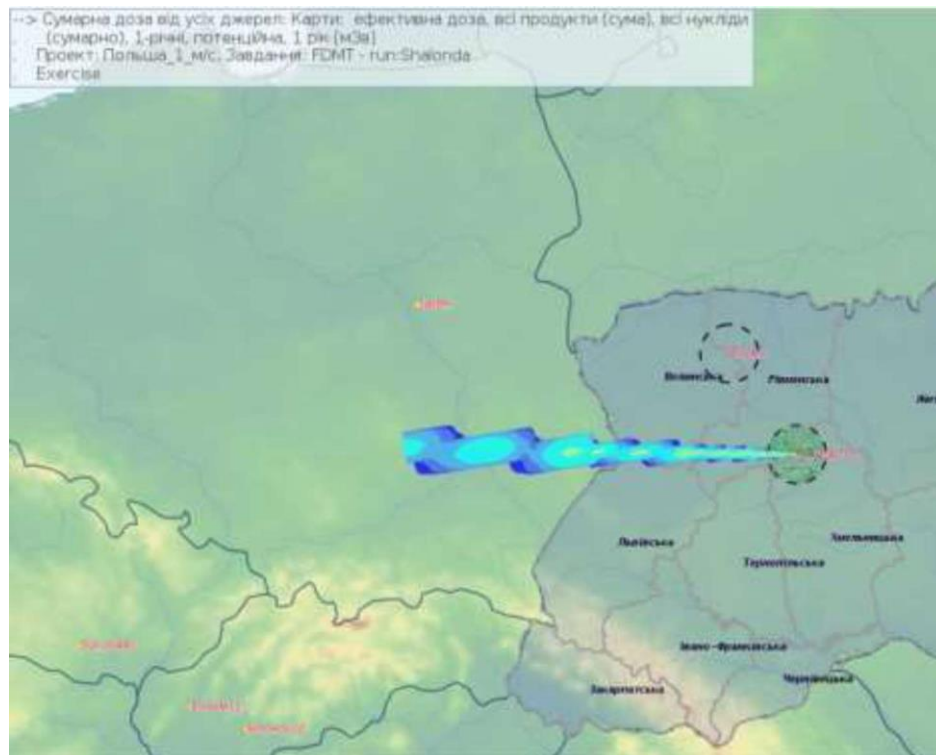 --> Сумарна доза від усіх джерел: Карти: ефективна доза, всі продукти (сума), всі нукліди
(сумарно), 1-річні, потенційна, 1 рік (мЗв)
Проект: Польша_1_м/с, Завдання: FDMT - run:Shalonda
Exercise
Волинська
Рівненська
Львівська
Хмельницька
Тернопільська
Івано-Франківська
Чернівецька
Закарпатська